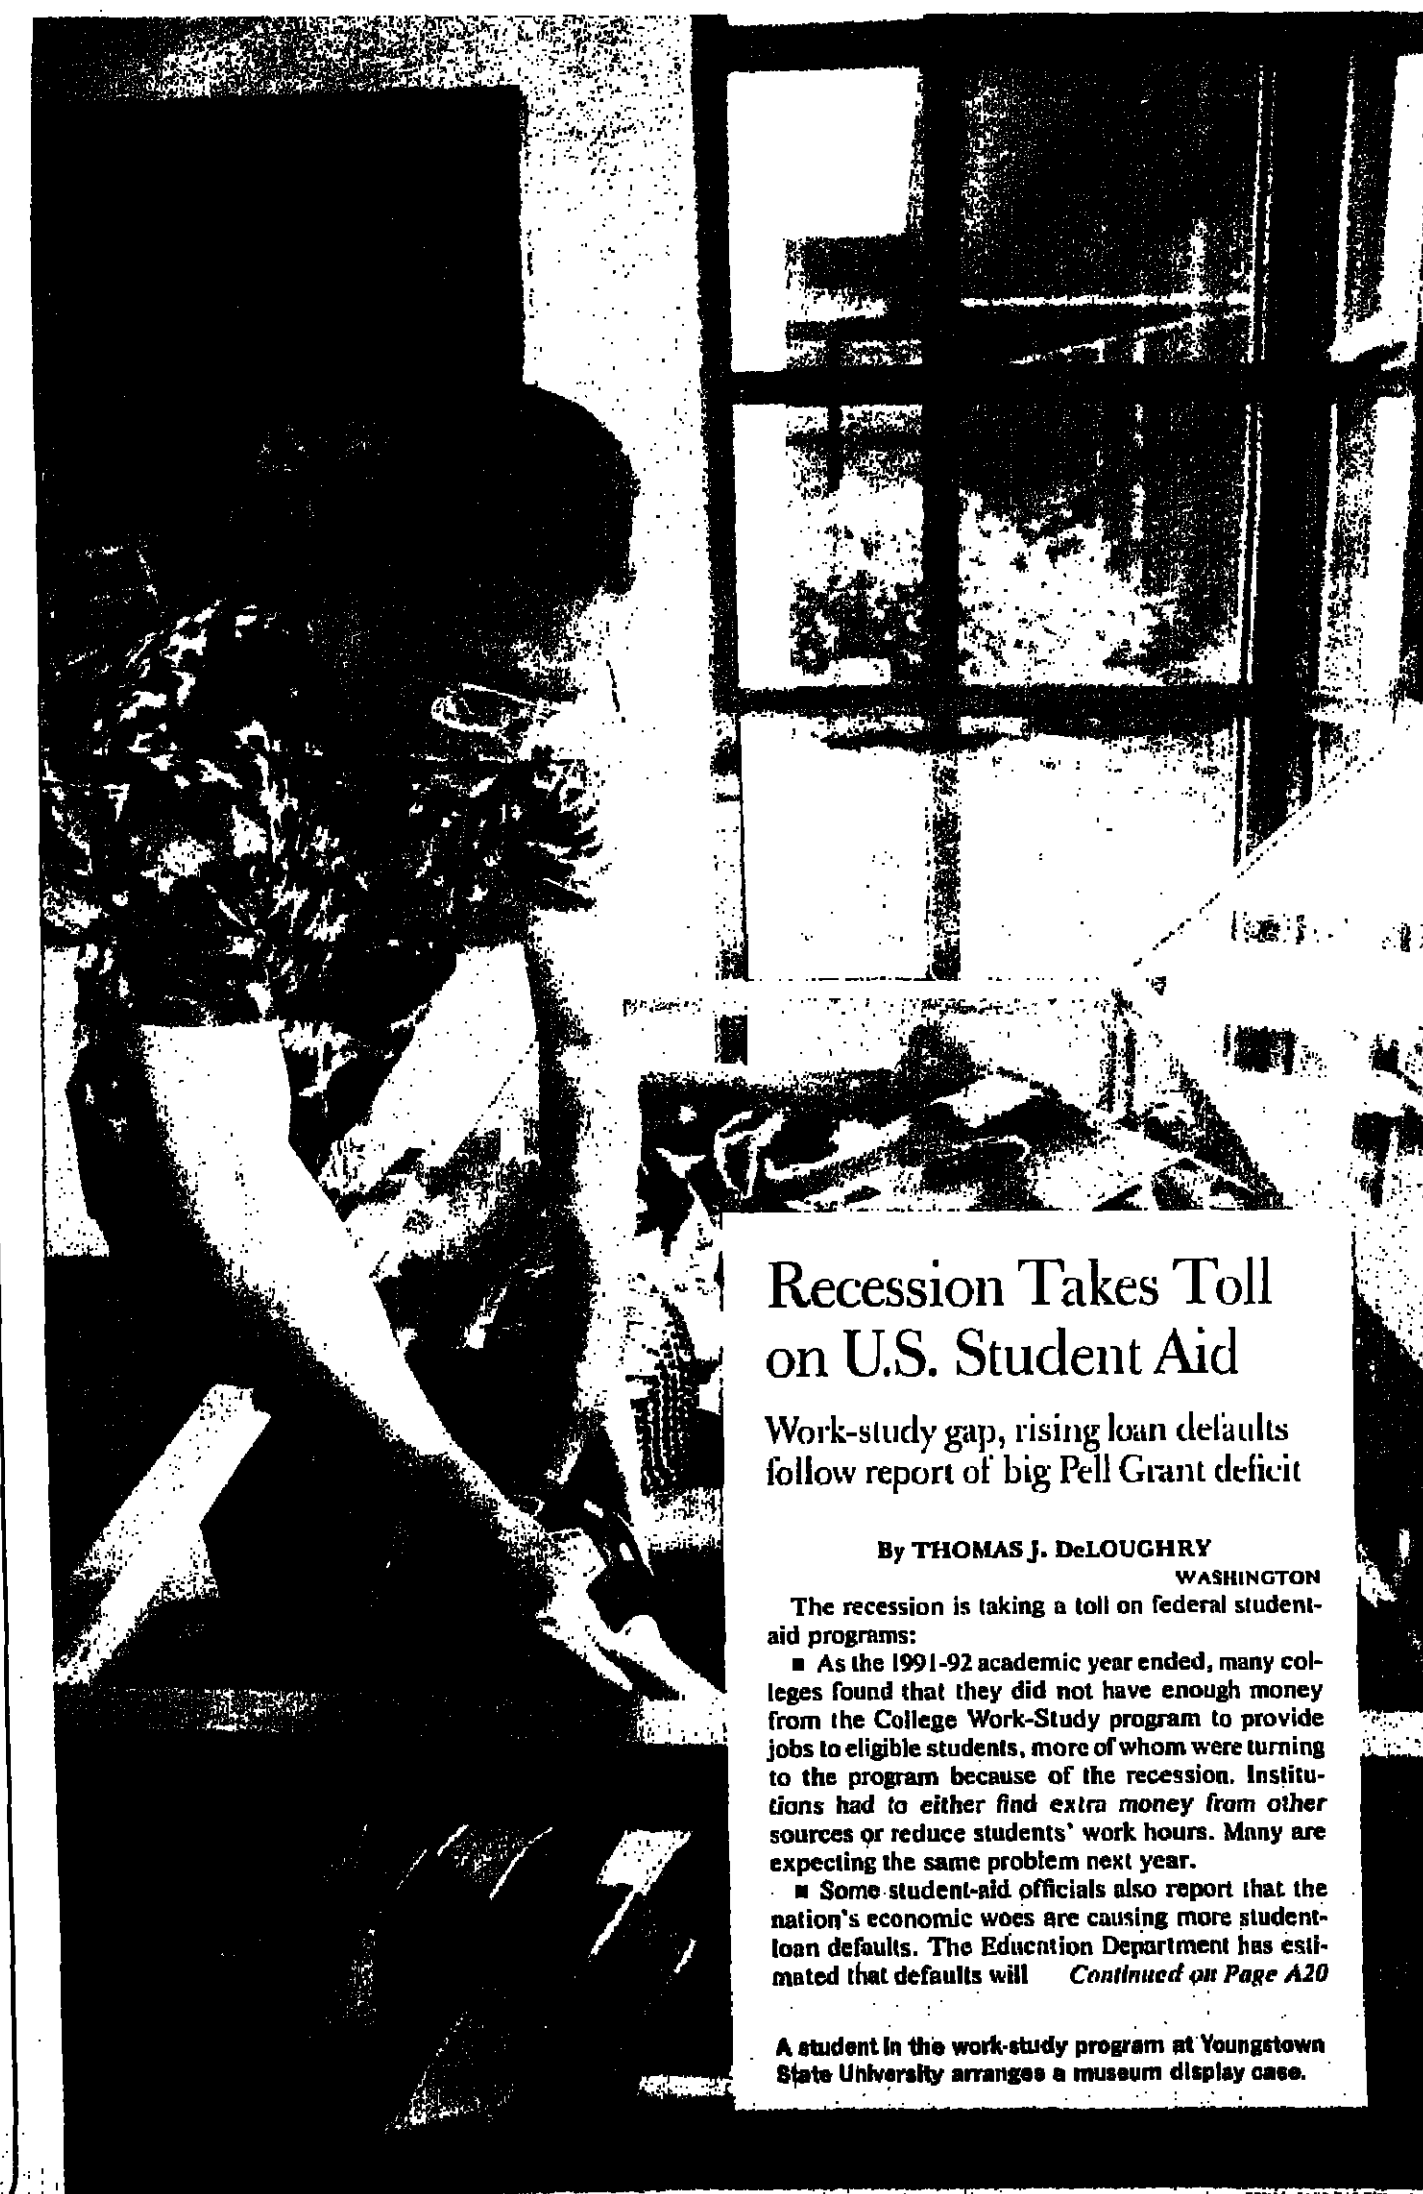 Recession Takes Toll
on U.S. Student Aid
Work-study gap, rising loan defaults
follow report of big Pell Grant deficit
By THOMAS J. DeLOUGHRY
WASHINGTON
The recession is taking a toll on federal student-
aid programs:
■ As the 1991-92 academic year ended, many col-
leges found that they did not have enough money
from the College Work-Study program to provide
jobs to eligible students, more of whom were turning
to the program because of the recession. Institu-
tions had to either find extra money from other
sources or reduce students' work hours. Many are
expecting the same problem next year.
■ Some student-aid officials also report that the
nation's economic woes are causing more student-
loan defaults. The Education Department has esti-
mated that defaults will Continued on Page A20
A student in the work-study program at Youngstown
State University arranges a museum display case.